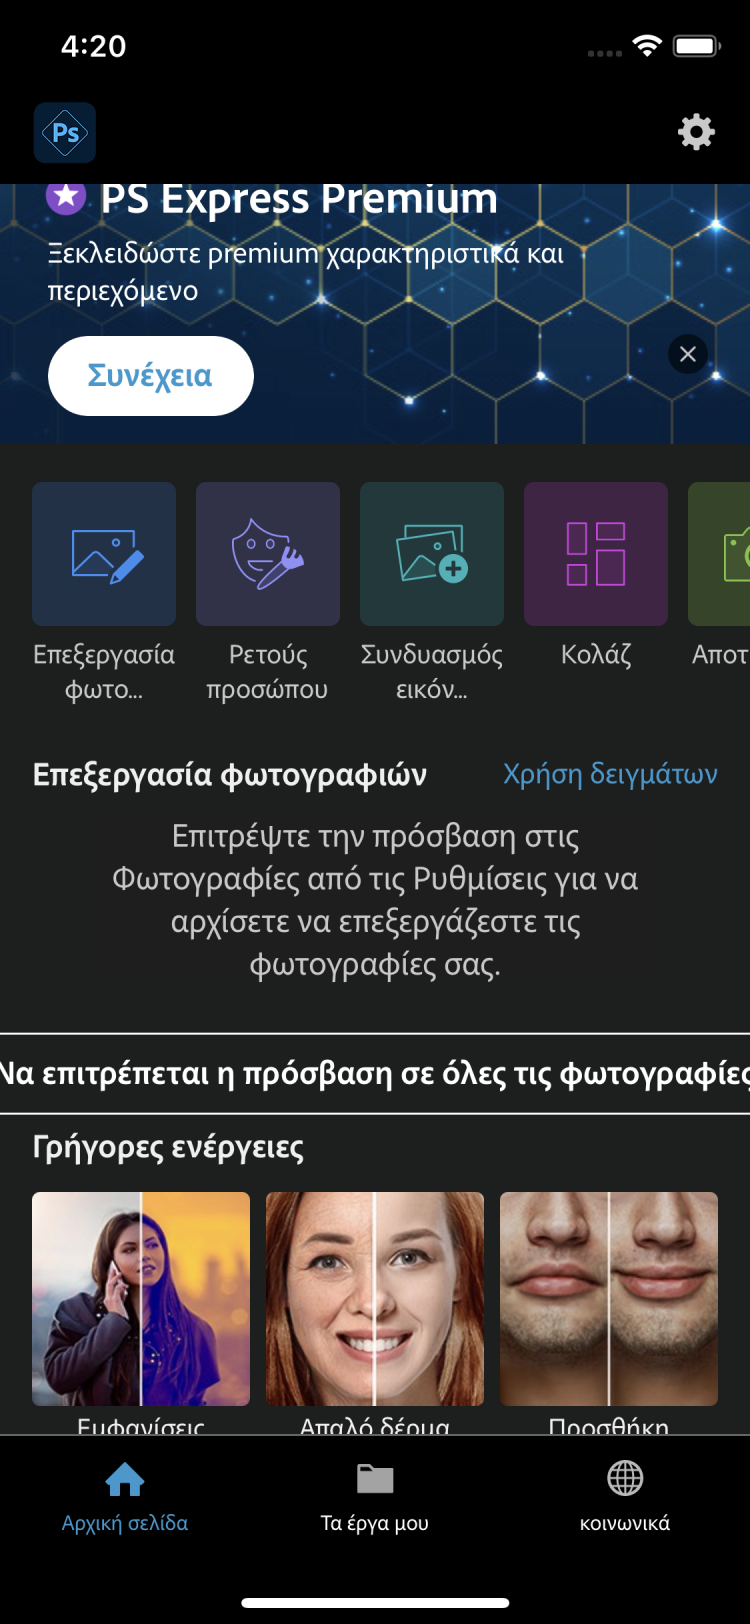 4:20
Ps
PS Express Premium
Ξεκλειδώστε premium χαρακτηριστικά και
περιεχόμενο
Συνέχεια
Επεξεργασία
φωτο...
Ρετούς
προσώπου
Συνδυασμός
εικόν...
Κολάζ
Αποτ
Επεξεργασία φωτογραφιών
Χρήση δειγμάτων
Επιτρέψτε την πρόσβαση στις
Φωτογραφίες από τις Ρυθμίσεις για να
αρχίσετε να επεξεργάζεστε τις
φωτογραφίες σας.
Να επιτρέπεται η πρόσβαση σε όλες τις φωτογραφίες
Γρήγορες ενέργειες
Εμφανίσεις
Απαλό δέρμα
Προσθήκη
Αρχική σελίδα
Τα έργα μου
κοινωνικά